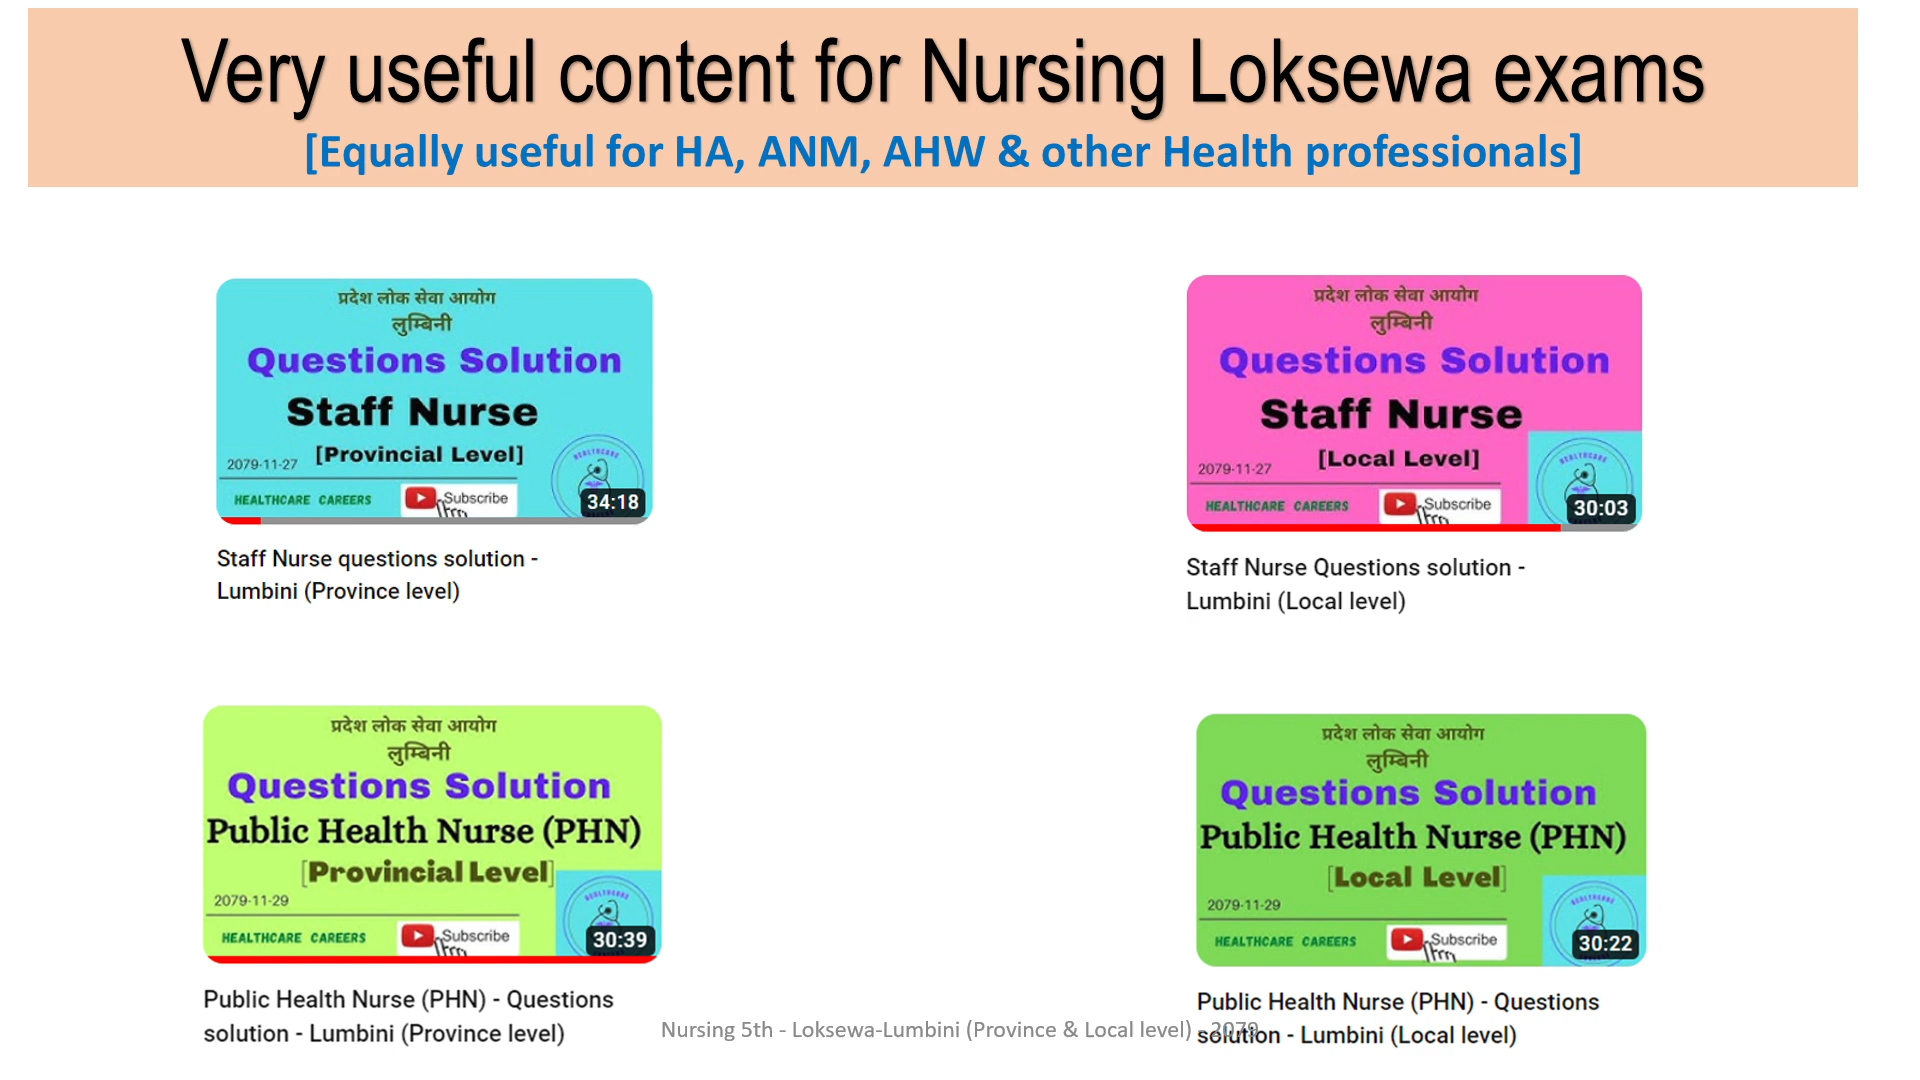 Very useful content for Nursing Loksewa exams
[Equally useful for HA, ANM, AHW & other Health professionals]
प्रदेश लोक सेवा आयोग
लुम्बिनी
Questions Solution
Staff Nurse
[Provincial Level]
2079-11-27
HEALTHCARE CAREERS
Subscribe
HEALTHCARE
34:18
Staff Nurse questions solution -
Lumbini (Province level)
प्रदेश लोक सेवा आयोग
लुम्बिनी
Questions Solution
Staff Nurse
[Local Level]
2079-11-27
HEALTHCARE CAREERS
Subscribe
HEALTHCARE
30:03
Staff Nurse Questions solution -
Lumbini (Local level)
प्रदेश लोक सेवा आयोग
लुम्बिनी
Questions Solution
Public Health Nurse (PHN)
[Provincial Level]
2079-11-29
HEALTHCARE CAREERS
Subscribe
HEALTHCARE
30:39
Public Health Nurse (PHN) - Questions
solution - Lumbini (Province level)
प्रदेश लोक सेवा आयोग
लुम्बिनी
Questions Solution
Public Health Nurse (PHN)
[Local Level]
2079-11-29
HEALTHCARE CAREERS
Subscribe
HEALTHCARE
30:22
Public Health Nurse (PHN) - Questions
solution - Lumbini (Local level)
Nursing 5th - Loksewa-Lumbini (Province & Local level) - 2079